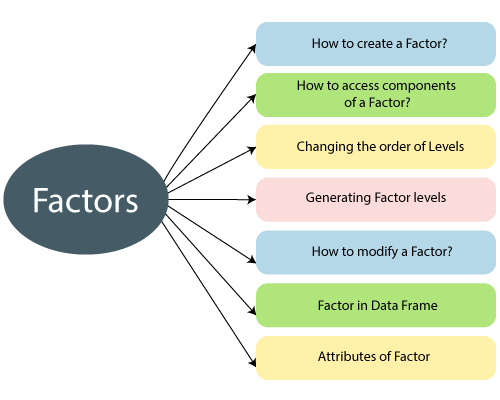 Factors
How to create a Factor?
How to access components
of a Factor?
Changing the order of Levels
Generating Factor levels
How to modify a Factor?
Factor in Data Frame
Attributes of Factor